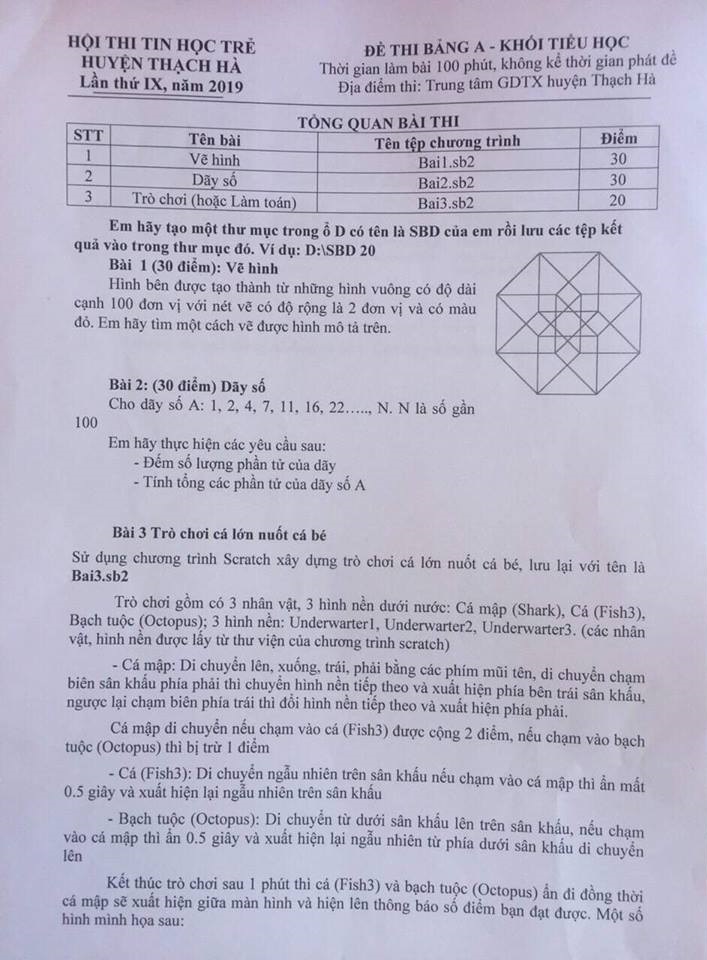 HỘI THI TIN HỌC TRẺ
HUYỆN THẠCH HÀ
Lần thứ IX, năm 2019
ĐỀ THI BẢNG A - KHỐI TIỂU HỌC
Thời gian làm bài 100 phút, không kể thời gian phát đề
Địa điểm thi: Trung tâm GDTX huyện Thạch Hà
TỔNG QUAN BÀI THI
STT Tên bài Tên tệp chương trình Điểm
1 Vẽ hình Bai1.sb2 30
2 Dãy số Bai2.sb2 30
3 Trò chơi (hoặc Làm toán) Bai3.sb2 20
Em hãy tạo một thư mục trong ổ D có tên là SBD của em rồi lưu các tệp kết
quả vào trong thư mục đó. Ví dụ: D:\SBD 20
Bài 1 (30 điểm): Vẽ hình
Hình bên được tạo thành từ những hình vuông có độ dài
cạnh 100 đơn vị với nét vẽ có độ rộng là 2 đơn vị và có màu
đỏ. Em hãy tìm một cách vẽ được hình mô tả trên.
Bài 2: (30 điểm) Dãy số
Cho dãy số A: 1, 2, 4, 7, 11, 16, 22….., N. N là số gần
100
Em hãy thực hiện các yêu cầu sau:
- Đếm số lượng phần tử của dãy
- Tính tổng các phần tử của dãy số A
Bài 3 Trò chơi cá lớn nuốt cá bé
Sử dụng chương trình Scratch xây dựng trò chơi cá lớn nuốt cá bé, lưu lại với tên là
Bai3.sb2
Trò chơi gồm có 3 nhân vật, 3 hình nền dưới nước: Cá mập (Shark), Cá (Fish3),
Bạch tuộc (Octopus); 3 hình nền: Underwarter1, Underwarter2, Underwarter3. (các nhân
vật, hình nền được lấy từ thư viện của chương trình scratch)
- Cá mập: Di chuyển lên, xuống, trái, phải bằng các phím mũi tên, di chuyển chạm
biên sân khấu phía phải thì chuyển hình nền tiếp theo và xuất hiện phía bên trái sân khấu,
ngược lại chạm biên phía trái thì đổi hình nền tiếp theo và xuất hiện phía phải.
Cá mập di chuyển nếu chạm vào cá (Fish3) được cộng 2 điểm, nếu chạm vào bạch
tuộc (Octopus) thì bị trừ 1 điểm
- Cá (Fish3): Di chuyển ngẫu nhiên trên sân khấu nếu chạm vào cá mập thì ẩn mất
0.5 giây và xuất hiện lại ngẫu nhiên trên sân khấu
- Bạch tuộc (Octopus): Di chuyển từ dưới sân khấu lên trên sân khấu, nếu chạm
vào cá mập thì ẩn 0.5 giây và xuất hiện lại ngẫu nhiên từ phía dưới sân khấu di chuyển
lên
Kết thúc trò chơi sau 1 phút thì cá (Fish3) và bạch tuộc (Octopus) ẩn đi đồng thời
cá mập sẽ xuất hiện giữa màn hình và hiện lên thông báo số điểm bạn đạt được. Một số
hình mình họa sau: